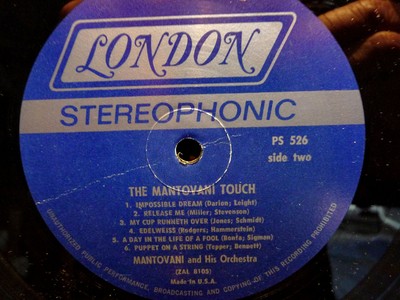 LONDON
STEREOPHONIC
PS 526
side two
THE MANTOVANI TOUCH
1. IMPOSSIBLE DREAM (Darion; Leight)
2. RELEASE ME (Miller; Stevenson)
3. MY CUP RUNNETH OVER (Jones; Schmidt)
4. EDELWEISS (Rodgers; Hammerstein)
5. A DAY IN THE LIFE OF A FOOL (Bonfa; Sigman)
6. PUPPET ON A STRING (Tepper; Bennett)
MANTOVANI and His Orchestra
(ZAL 8105)
Made in U.S.A.
UNAUTHORIZED PUBLIC PERFORMANCE, BROADCASTING AND COPYING OF THIS RECORDING PROHIBITED